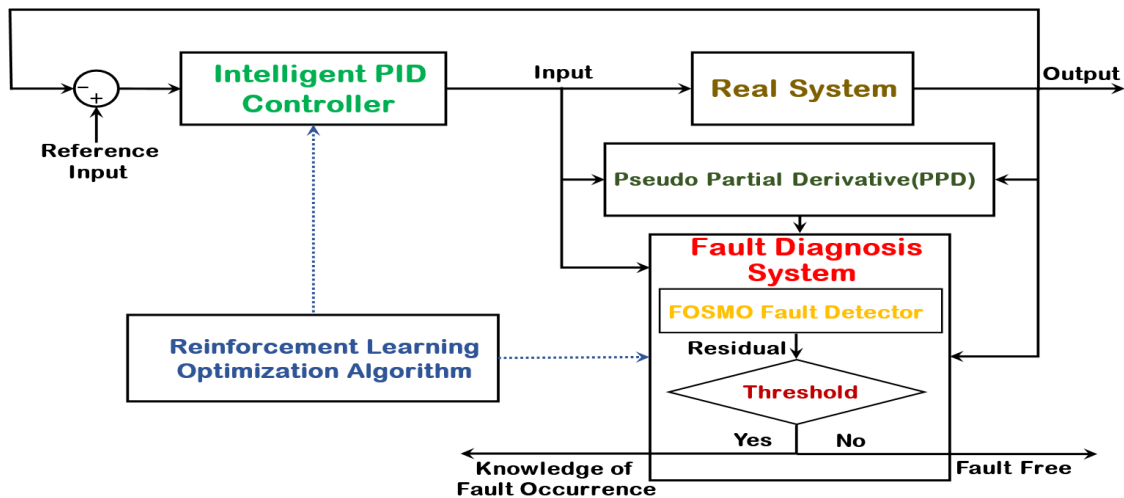 Intelligent PID
Controller
Input
Real System
Output
−
+
Reference
Input
Pseudo Partial Derivative(PPD)
Fault Diagnosis
System
FOSMO Fault Detector
Residual
Reinforcement Learning
Optimization Algorithm
Threshold
Yes
No
Knowledge of
Fault Occurrence
Fault Free